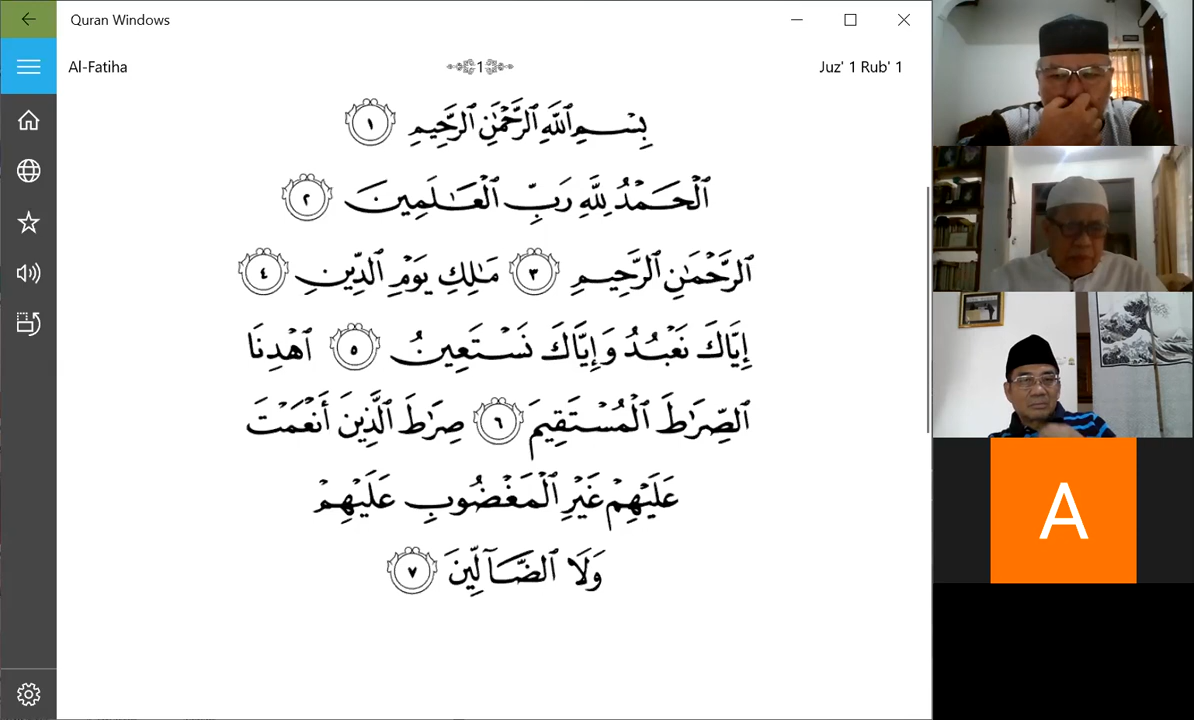 Quran Windows
Al-Fatiha
1
Juz' 1 Rub' 1
بِسْمِ ٱللَّهِ ٱلرَّحْمَٰنِ ٱلرَّحِيمِ ١
ٱلْحَمْدُ لِلَّهِ رَبِّ ٱلْعَٰلَمِينَ ٢
ٱلرَّحْمَٰنِ ٱلرَّحِيمِ ٣ مَٰلِكِ يَوْمِ ٱلدِّينِ ٤
إِيَّاكَ نَعْبُدُ وَإِيَّاكَ نَسْتَعِينُ ٥ ٱهْدِنَا
ٱلصِّرَٰطَ ٱلْمُسْتَقِيمَ ٦ صِرَٰطَ ٱلَّذِينَ أَنْعَمْتَ
عَلَيْهِمْ غَيْرِ ٱلْمَغْضُوبِ عَلَيْهِمْ
وَلَا ٱلضَّآلِّينَ ٧
A